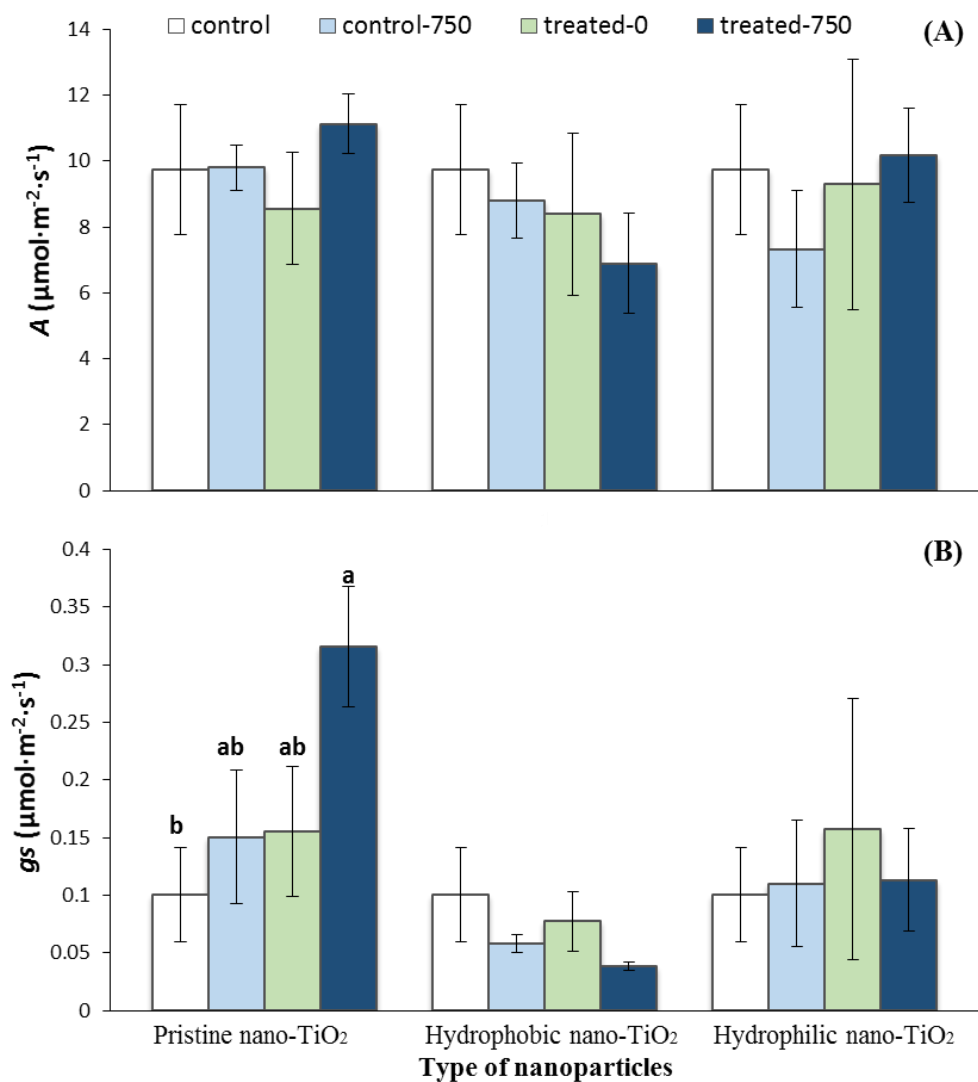 control control-750 treated-0 treated-750 (A)
14
12
10
8
6
4
2
0
A (µmol·m-2·s-1)
(B)
0.4
0.35
0.3
0.25
0.2
0.15
0.1
0.05
0
gs (µmol·m-2·s-1)
b ab ab a
Pristine nano-TiO2 Hydrophobic nano-TiO2 Hydrophilic nano-TiO2
Type of nanoparticles